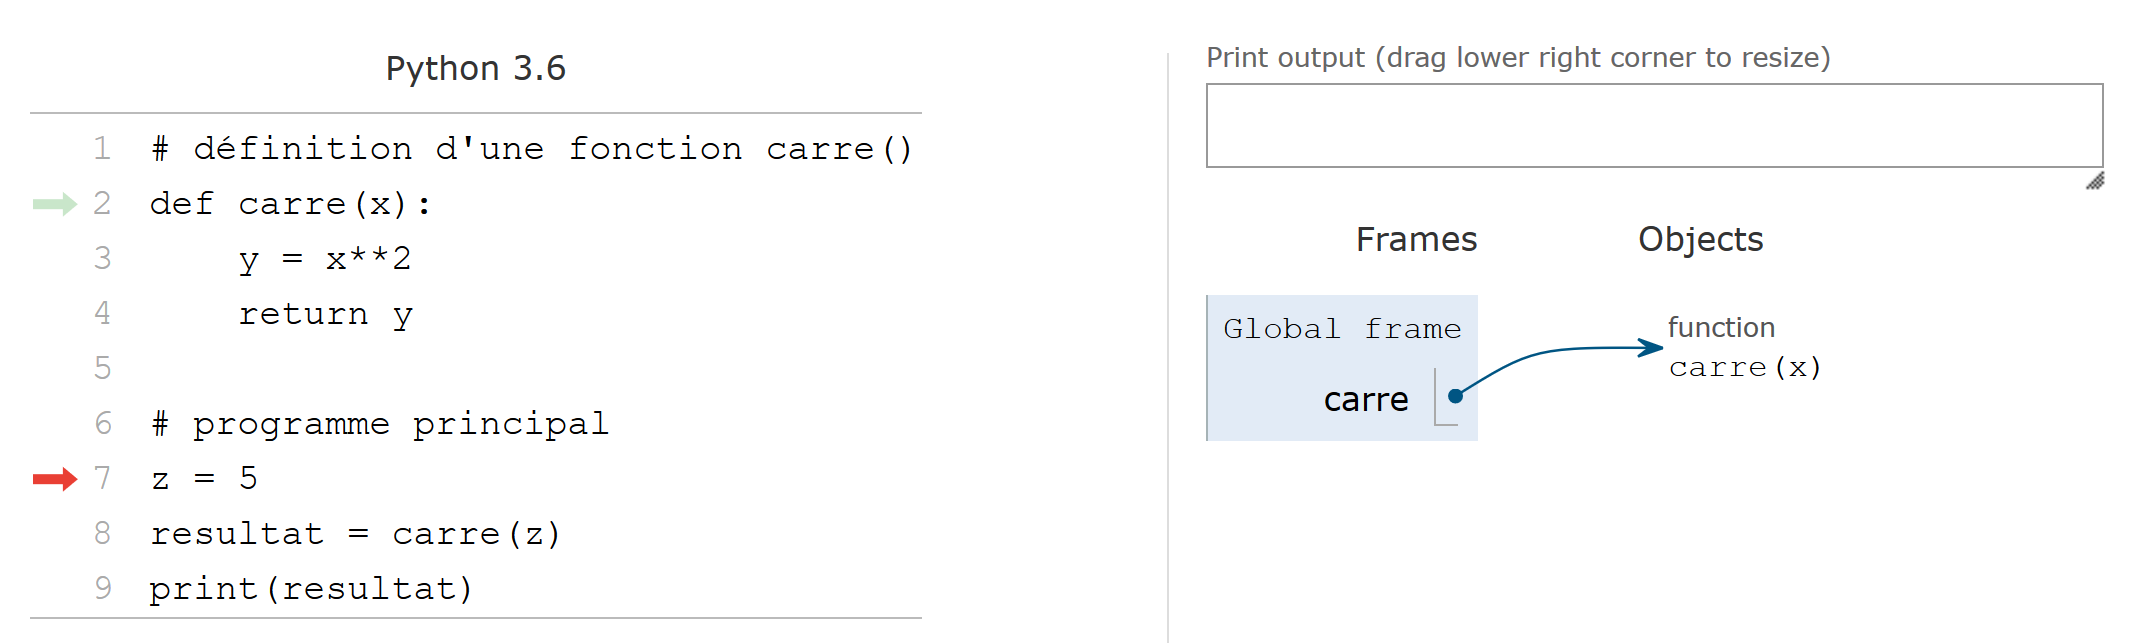 Python 3.6
1 # définition d'une fonction carre()
2 def carre(x):
3     y = x**2
4     return y
5
6 # programme principal
7 z = 5
8 resultat = carre(z)
9 print(resultat)
Print output (drag lower right corner to resize)
Frames Objects
Global frame
carre
function
carre(x)